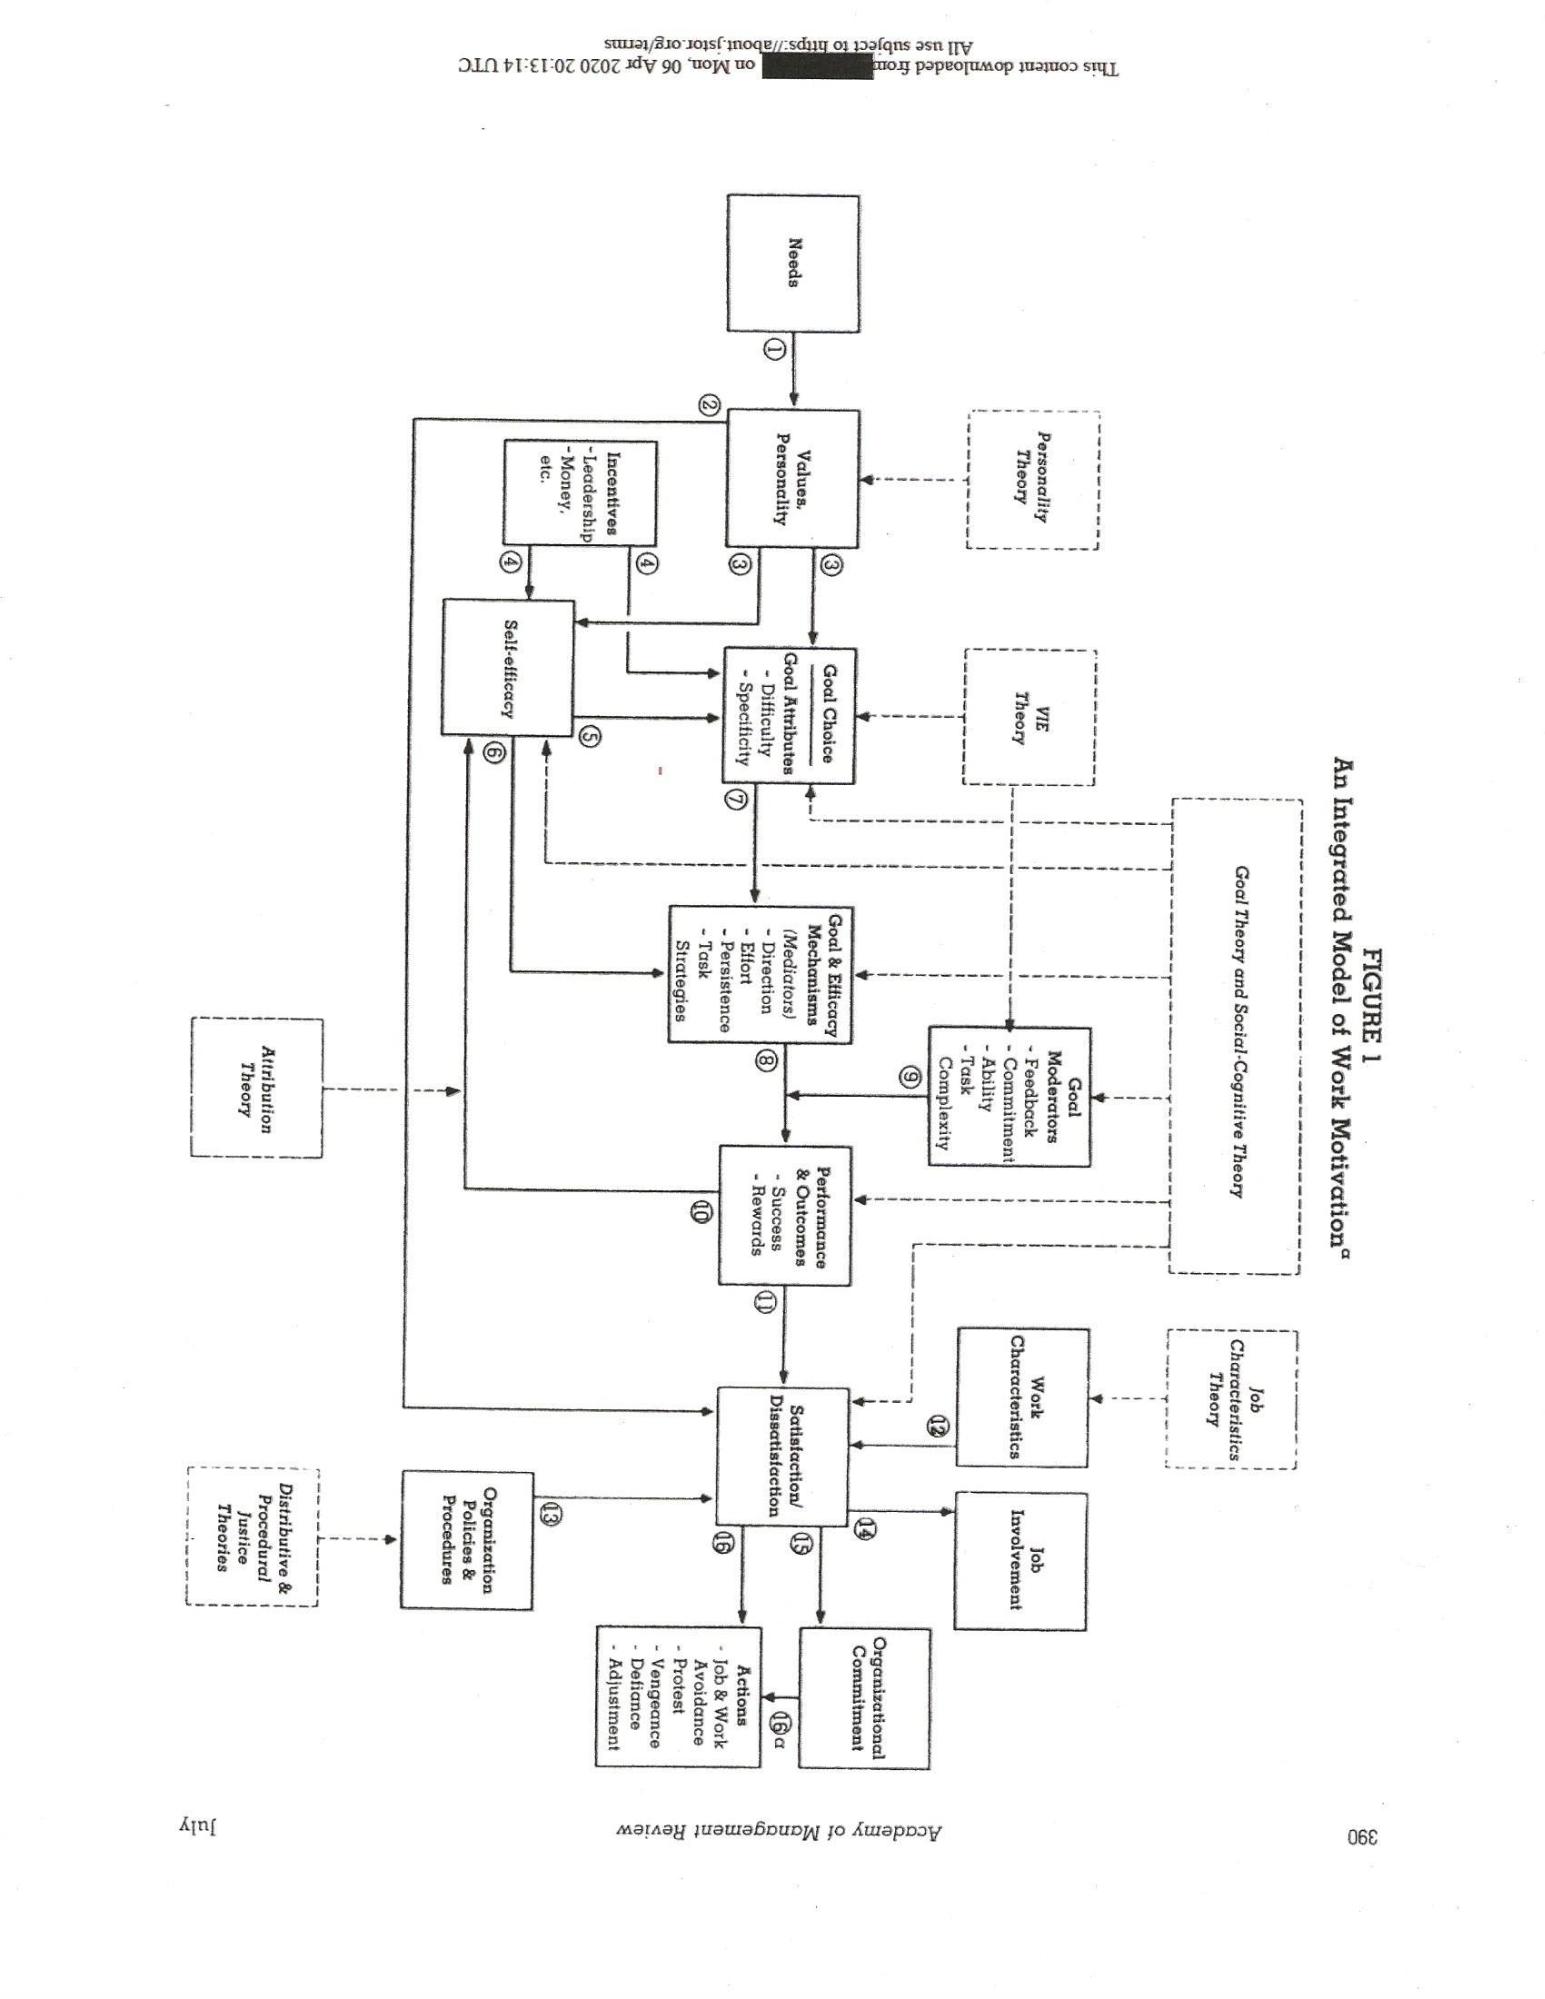 390
Academy of Management Review
July
FIGURE 1
An Integrated Model of Work Motivationᵃ
Goal Theory and Social-Cognitive Theory
Job
Characteristics
Theory
Personality
Theory
VIE
Theory
Goal
Moderators
- Feedback
- Commitment
- Ability
- Task
Complexity
Work
Characteristics
Job
Involvement
⑨
⑫
⑭
Needs
①
Values,
Personality
③
③
Goal Choice
Goal Attributes
- Difficulty
- Specificity
⑦
Goal & Efficacy
Mechanisms
(Mediators)
- Direction
- Effort
- Persistence
- Task
Strategies
⑧
Performance
& Outcomes
- Success
- Rewards
⑪
Satisfaction/
Dissatisfaction
⑮
⑯
Organizational
Commitment
⑯a
Actions
- Job & Work
Avoidance
- Protest
- Vengeance
- Defiance
- Adjustment
②
⑩
Incentives
- Leadership
- Money,
etc.
④
④
Self-efficacy
⑤
⑥
⑬
Organization
Policies &
Procedures
Attribution
Theory
Distributive &
Procedural
Justice
Theories
This content downloaded from on Mon, 06 Apr 2020 20:13:14 UTC
All use subject to https://about.jstor.org/terms